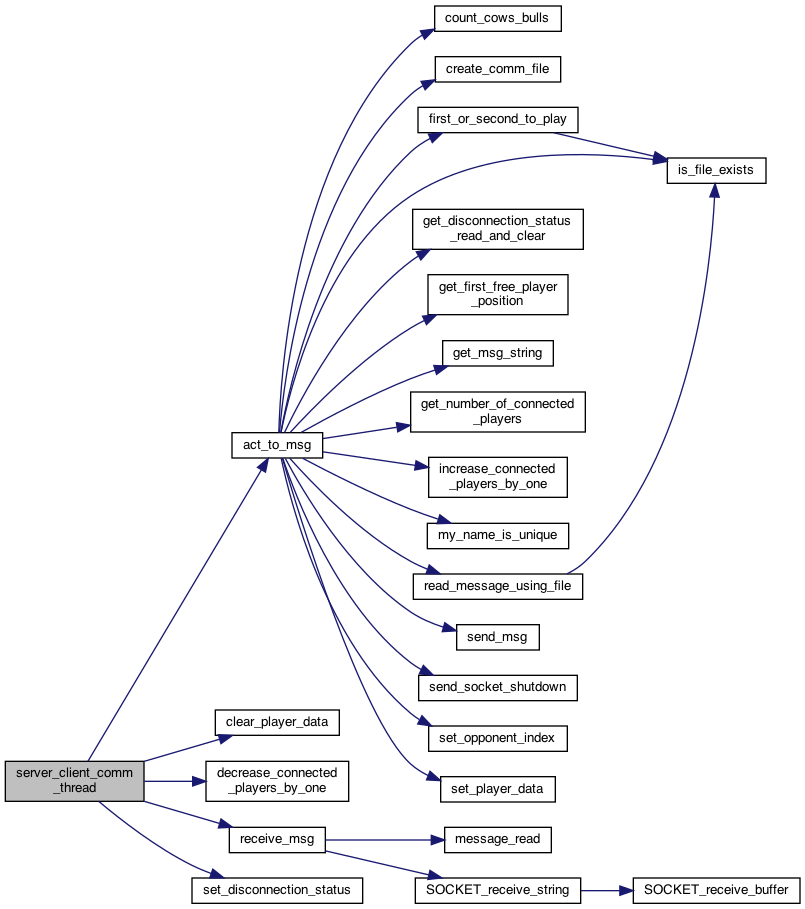 count_cows_bulls
create_comm_file
first_or_second_to_play
is_file_exists
get_disconnection_status
_read_and_clear
get_first_free_player
_position
get_msg_string
get_number_of_connected
_players
act_to_msg
increase_connected
_players_by_one
my_name_is_unique
read_message_using_file
send_msg
send_socket_shutdown
set_opponent_index
clear_player_data
server_client_comm
_thread
decrease_connected
_players_by_one
set_player_data
receive_msg
message_read
set_disconnection_status
SOCKET_receive_string
SOCKET_receive_buffer